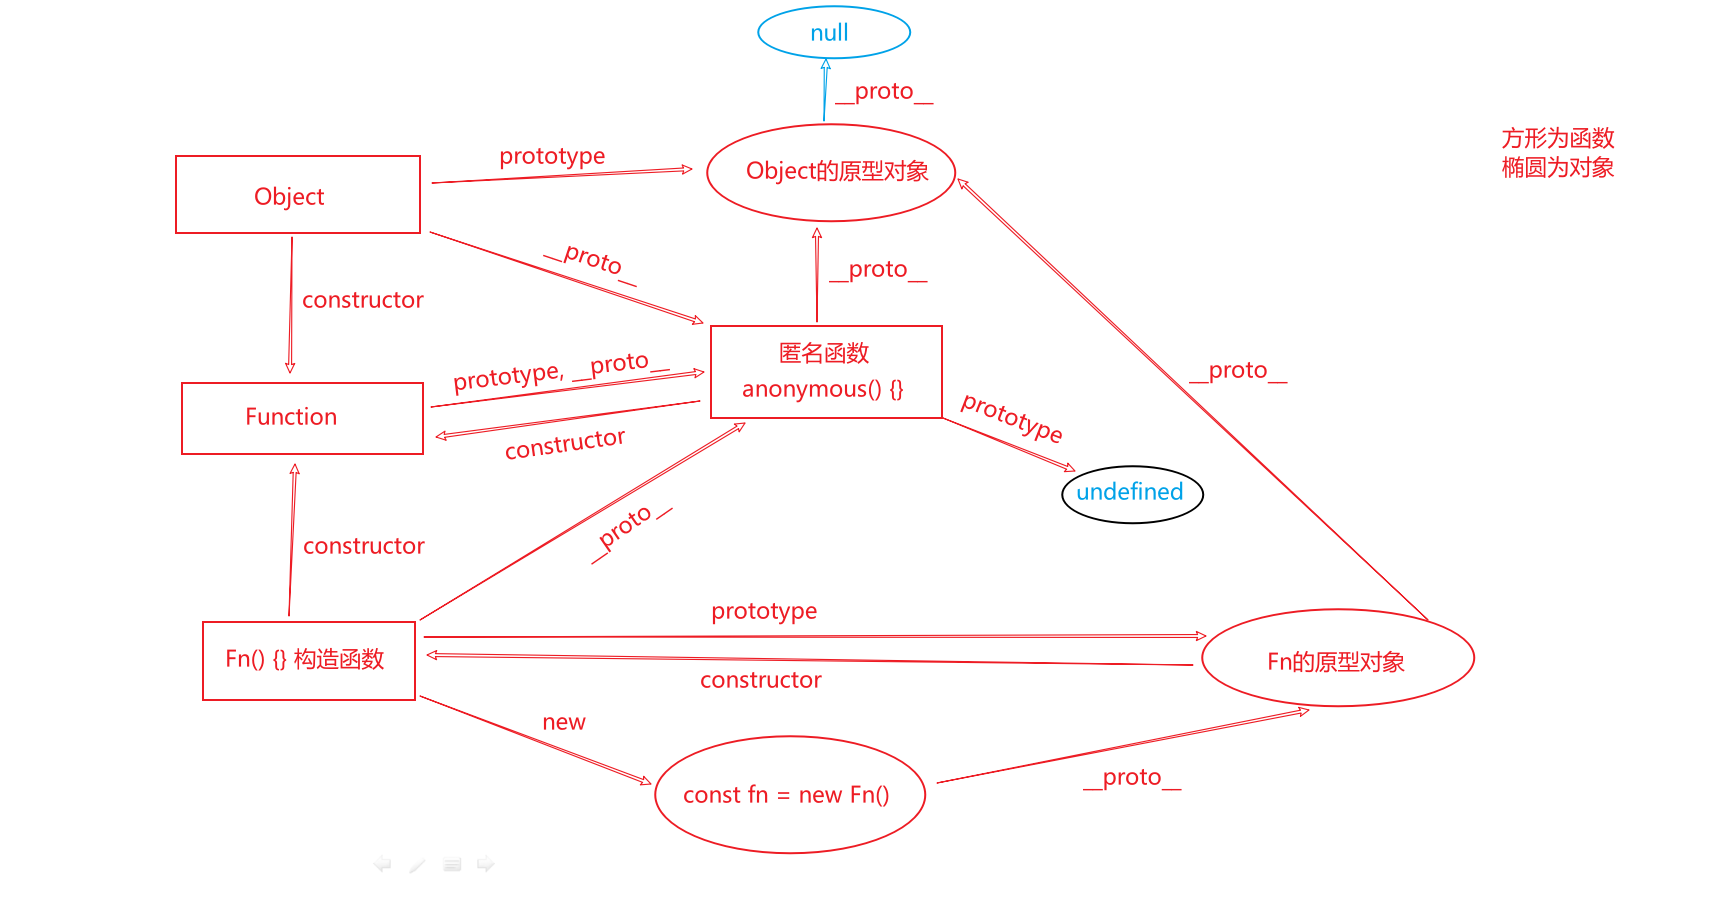 null
__proto__
方形为函数
椭圆为对象
prototype
Object的原型对象
Object
__proto__
__proto__
constructor
匿名函数
anonymous() {}
prototype, __proto__
__proto__
Function
prototype
constructor
undefined
__proto__
constructor
prototype
Fn() {} 构造函数
Fn的原型对象
constructor
new
const fn = new Fn()
__proto__